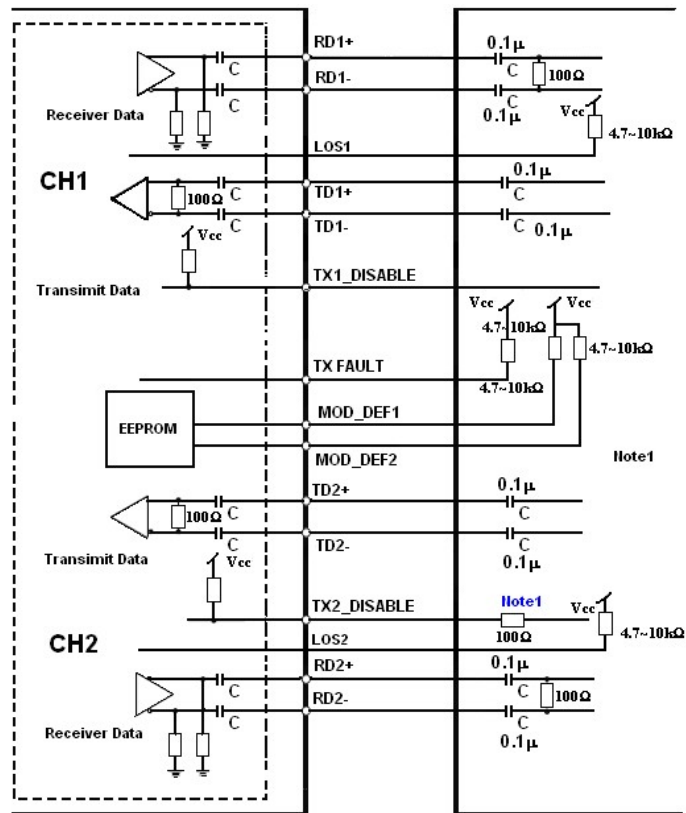 RD1+
0.1μ
C
C
100Ω
RD1-
C
C
0.1μ
Vcc
Receiver Data
4.7~10kΩ
LOS1
CH1
TD1+
0.1μ
100Ω
C
C
TD1-
C
C
0.1μ
Vcc
TX1_DISABLE
Transimit Data
Vcc
Vcc
4.7~10kΩ
4.7~10kΩ
TX FAULT
4.7~10kΩ
EEPROM
MOD_DEF1
MOD_DEF2
Note1
TD2+
0.1μ
100Ω
C
C
TD2-
C
C
0.1μ
Transimit Data
Vcc
TX2_DISABLE
Note1
Vcc
100Ω
4.7~10kΩ
CH2
LOS2
RD2+
0.1μ
C
C
100Ω
RD2-
C
C
0.1μ
Receiver Data